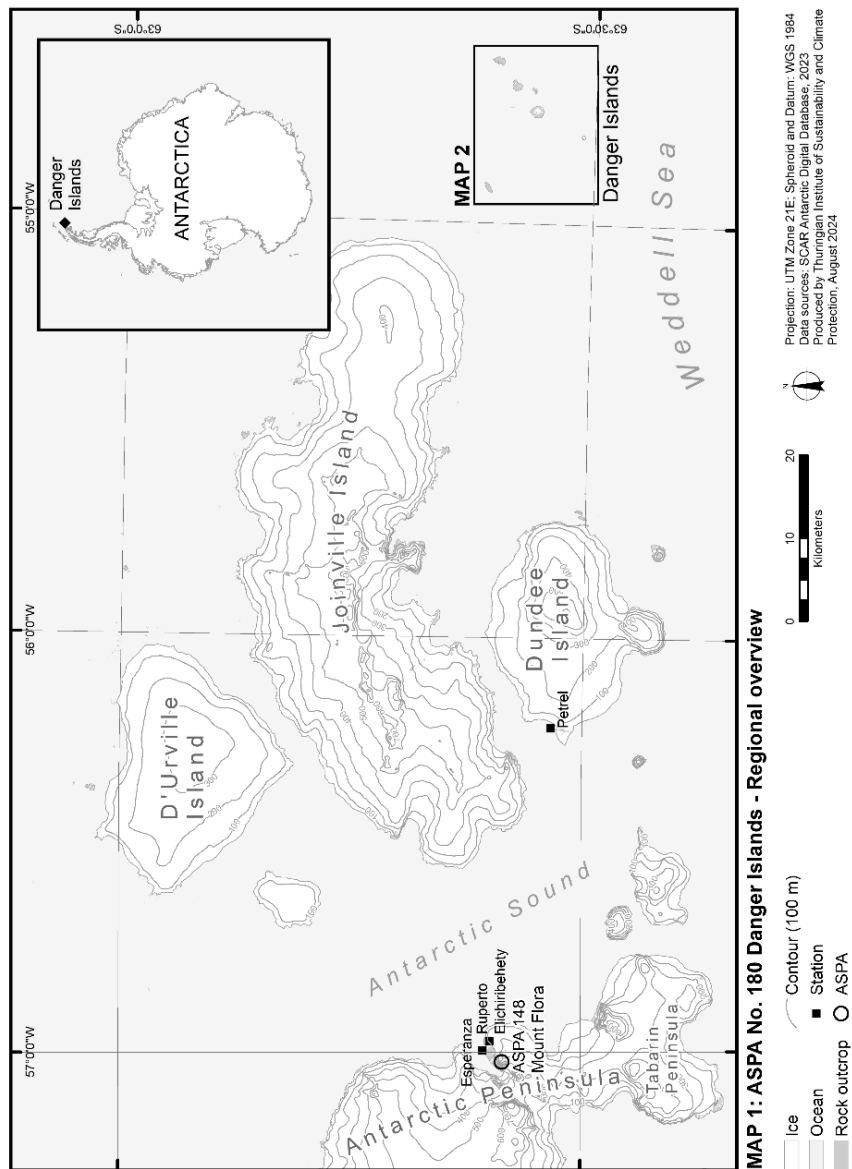 57°0'0"W
56°0'0"W
55°0'0"W
63°0'0"S
63°30'0"S
Danger
Islands
ANTARCTICA
D'Urville
Island
Joinville Island
Dundee
Island
Petrel
Antarctic Sound
Esperanza
Ruperto
Elichiribehety
ASPA 148
Mount Flora
Antarctic Peninsula
Tabarin
Peninsula
MAP 2
Danger Islands
Weddell Sea
MAP 1: ASPA No. 180 Danger Islands - Regional overview
Ice
Ocean
Rock outcrop
Contour (100 m)
Station
ASPA
0 10 20
Kilometers
N
Projection: UTM Zone 21E; Spheroid and Datum: WGS 1984
Data sources: SCAR Antarctic Digital Database, 2023
Produced by Thuringian Institute of Sustainability and Climate
Protection, August 2024